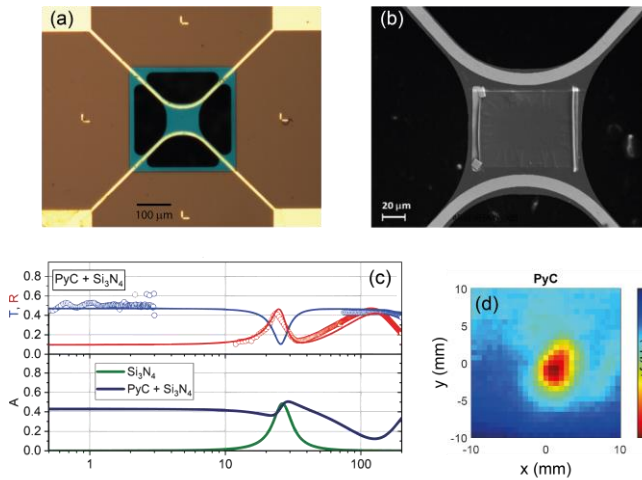 (a)
100 µm
(b)
20 µm
PyC + Si₃N₄
(c)
T, R
0.8
0.6
0.4
0.2
0.0
Si₃N₄
PyC + Si₃N₄
A
0.8
0.6
0.4
0.2
0.0
1
10
100
PyC
(d)
y (mm)
10
5
0
-5
-10
-10
0
10
x (mm)